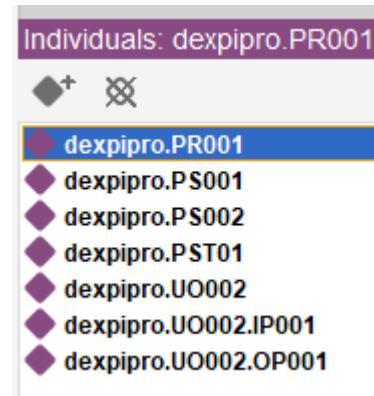 Individuals: dexpipro.PR001
dexpipro.PR001
dexpipro.PS001
dexpipro.PS002
dexpipro.PST01
dexpipro.UO002
dexpipro.UO002.IP001
dexpipro.UO002.OP001